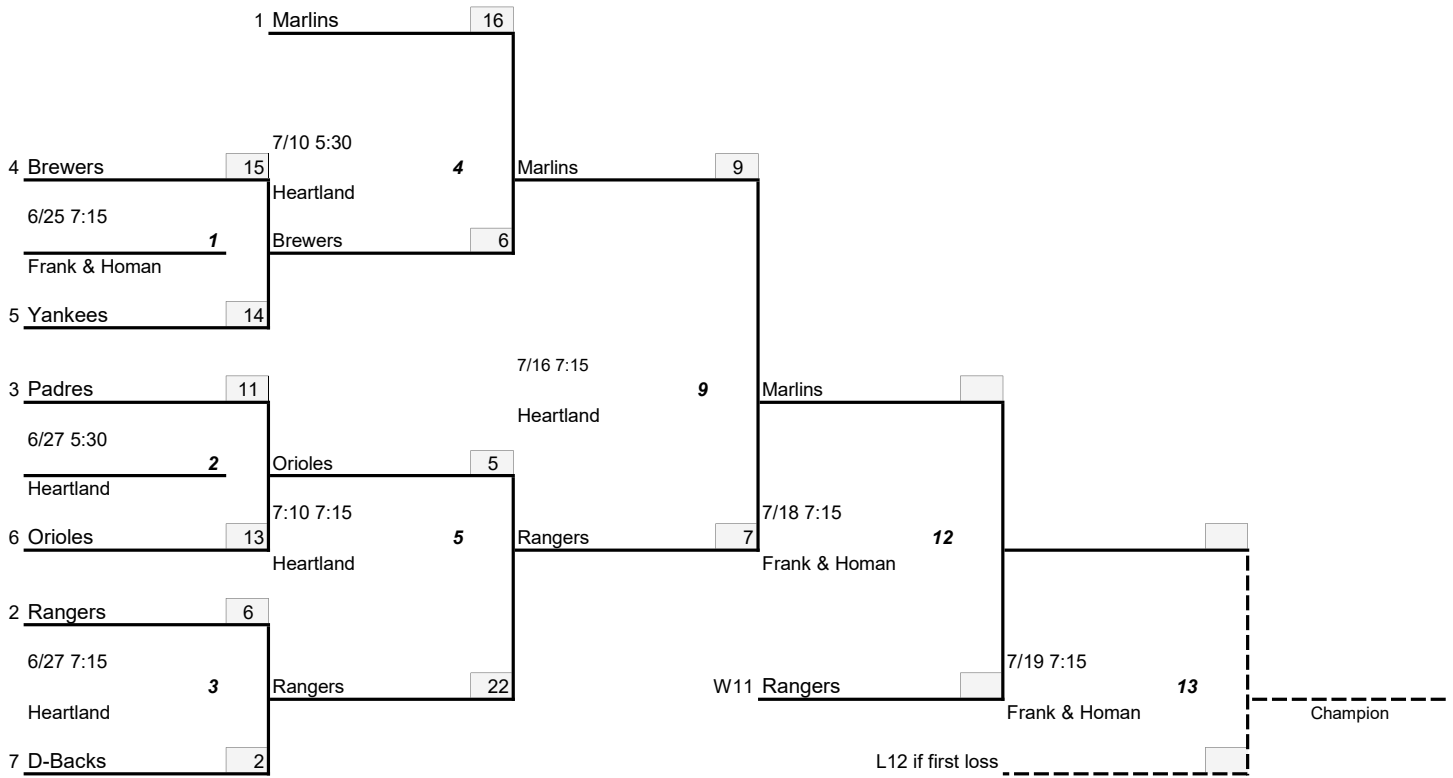 1 Marlins 16
7/10 5:30
4 Brewers 15 4 Marlins 9
Heartland
6/25 7:15
1 Brewers 6
Frank & Homan
5 Yankees 14
7/16 7:15
3 Padres 11 9 Marlins
Heartland
6/27 5:30
2 Orioles 5
Heartland
7:10 7:15 7/18 7:15
6 Orioles 13 5 Rangers 7 12
Heartland Frank & Homan
2 Rangers 6
6/27 7:15 7/19 7:15
3 Rangers 22 W11 Rangers 13
Heartland Frank & Homan Champion
7 D-Backs 2 L12 if first loss